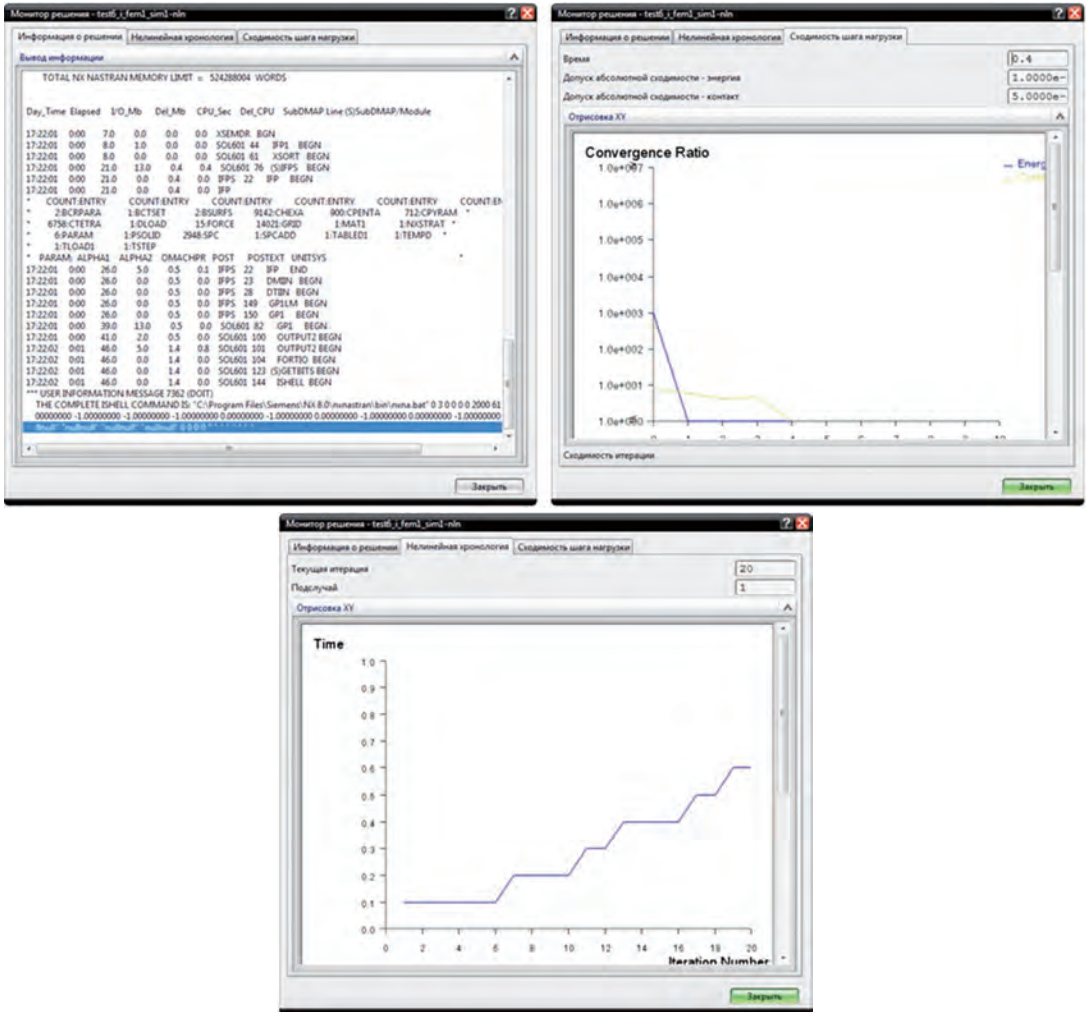 Монитор решения - test6_i_fem1_sim1-nln
Информация о решении Нелинейная хронология Сходимость шага нагрузки
Вывод информации
TOTAL NX NASTRAN MEMORY LIMIT = 524288004 WORDS
Day_Time Elapsed I/O_Mb Del_Mb CPU_Sec Del_CPU SubDMAP Line (S)SubDMAP/Module
17:22:01 0:00 7.0 0.0 0.0 0.0 XSEMDR BGN
17:22:01 0:00 8.0 1.0 0.0 0.0 SOL601 44 IFP1 BEGN
17:22:01 0:00 8.0 0.0 0.0 0.0 SOL601 61 XSORT BEGN
17:22:01 0:00 21.0 13.0 0.4 0.4 SOL601 76 (S)IFPS BEGN
17:22:01 0:00 21.0 0.0 0.4 0.0 IFPS 22 IFP BEGN
17:22:01 0:00 21.0 0.0 0.4 0.0 IFP
* COUNT:ENTRY COUNT:ENTRY COUNT:ENTRY COUNT:ENTRY COUNT:ENTRY COUNT:EN
* 2:BCRPARA 1:BCTSET 2:BSURFS 9142:CHEXA 900:CPENTA 712:CPYRAM *
* 6758:CTETRA 1:DLOAD 15:FORCE 14021:GRID 1:MAT1 1:NXSTRAT *
* 6:PARAM 1:PSOLID 2948:SPC 1:SPCADD 1:TABLED1 1:TEMPD *
* 1:TLOAD1 1:TSTEP
* PARAM: ALPHA1 ALPHA2 OMACHPR POST POSTEXT UNITSYS *
17:22:01 0:00 26.0 5.0 0.5 0.1 IFPS 22 IFP END
17:22:01 0:00 26.0 0.0 0.5 0.0 IFPS 23 DMIIN BEGN
17:22:01 0:00 26.0 0.0 0.5 0.0 IFPS 28 DTIIN BEGN
17:22:01 0:00 26.0 0.0 0.5 0.0 IFPS 149 GP1LM BEGN
17:22:01 0:00 26.0 0.0 0.5 0.0 IFPS 150 GP1 BEGN
17:22:01 0:00 39.0 13.0 0.5 0.0 SOL601 82 GP1 BEGN
17:22:01 0:00 41.0 2.0 0.5 0.0 SOL601 100 OUTPUT2 BEGN
17:22:02 0:01 46.0 5.0 1.4 0.8 SOL601 101 OUTPUT2 BEGN
17:22:02 0:01 46.0 0.0 1.4 0.0 SOL601 104 FORTIO BEGN
17:22:02 0:01 46.0 0.0 1.4 0.0 SOL601 123 (S)GETBITS BEGN
17:22:02 0:01 46.0 0.0 1.4 0.0 SOL601 144 ISHELL BEGN
*** USER INFORMATION MESSAGE 7362 (DOIT)
THE COMPLETE ISHELL COMMAND IS: "C:\Program Files\Siemens\NX 8.0\nxnastran\bin\nxna.bat" 0 3 0 0 0 0 2000 61
00000000 -1.00000000 -1.00000000 0.00000000 -1.00000000 0.00000000 -1.00000000 0.00000000 -1.00000000
Закрыть
Монитор решения - test6_i_fem1_sim1-nln
Информация о решении Нелинейная хронология Сходимость шага нагрузки
Время 0.4
Допуск абсолютной сходимости - энергия 1.0000e-
Допуск абсолютной сходимости - контакт 5.0000e-
Отрисовка XY
Convergence Ratio
Energ
1.0e+007
1.0e+006
1.0e+005
1.0e+004
1.0e+003
1.0e+002
1.0e+001
1.0e+000
Сходимость итерации
Закрыть
Монитор решения - test6_i_fem1_sim1-nln
Информация о решении Нелинейная хронология Сходимость шага нагрузки
Текущая итерация 20
Подслучай 1
Отрисовка XY
Time
1.0
0.9
0.8
0.7
0.6
0.5
0.4
0.3
0.2
0.1
0.0
0 2 4 6 8 10 12 14 16 18 20
Iteration Number
Закрыть